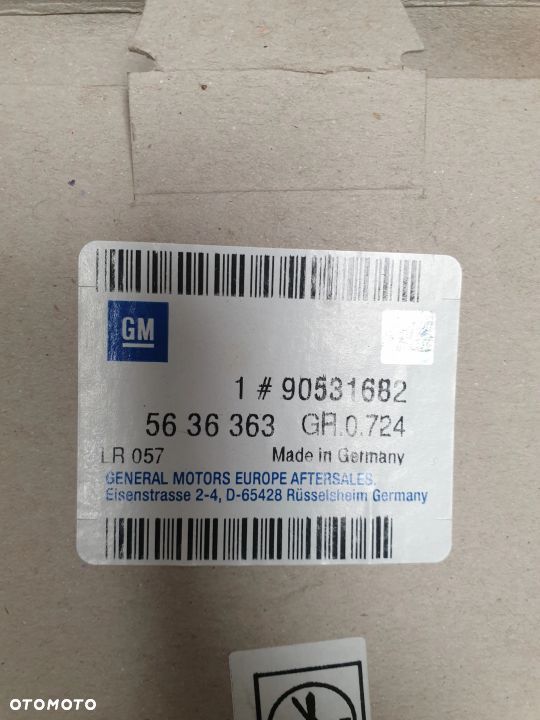 GM
1 # 90531682
56 36 363 GR.0.724
LR 057 Made in Germany
GENERAL MOTORS EUROPE AFTERSALES.
Eisenstrasse 2-4, D-65428 Rüsselsheim Germany
OTOMOTO